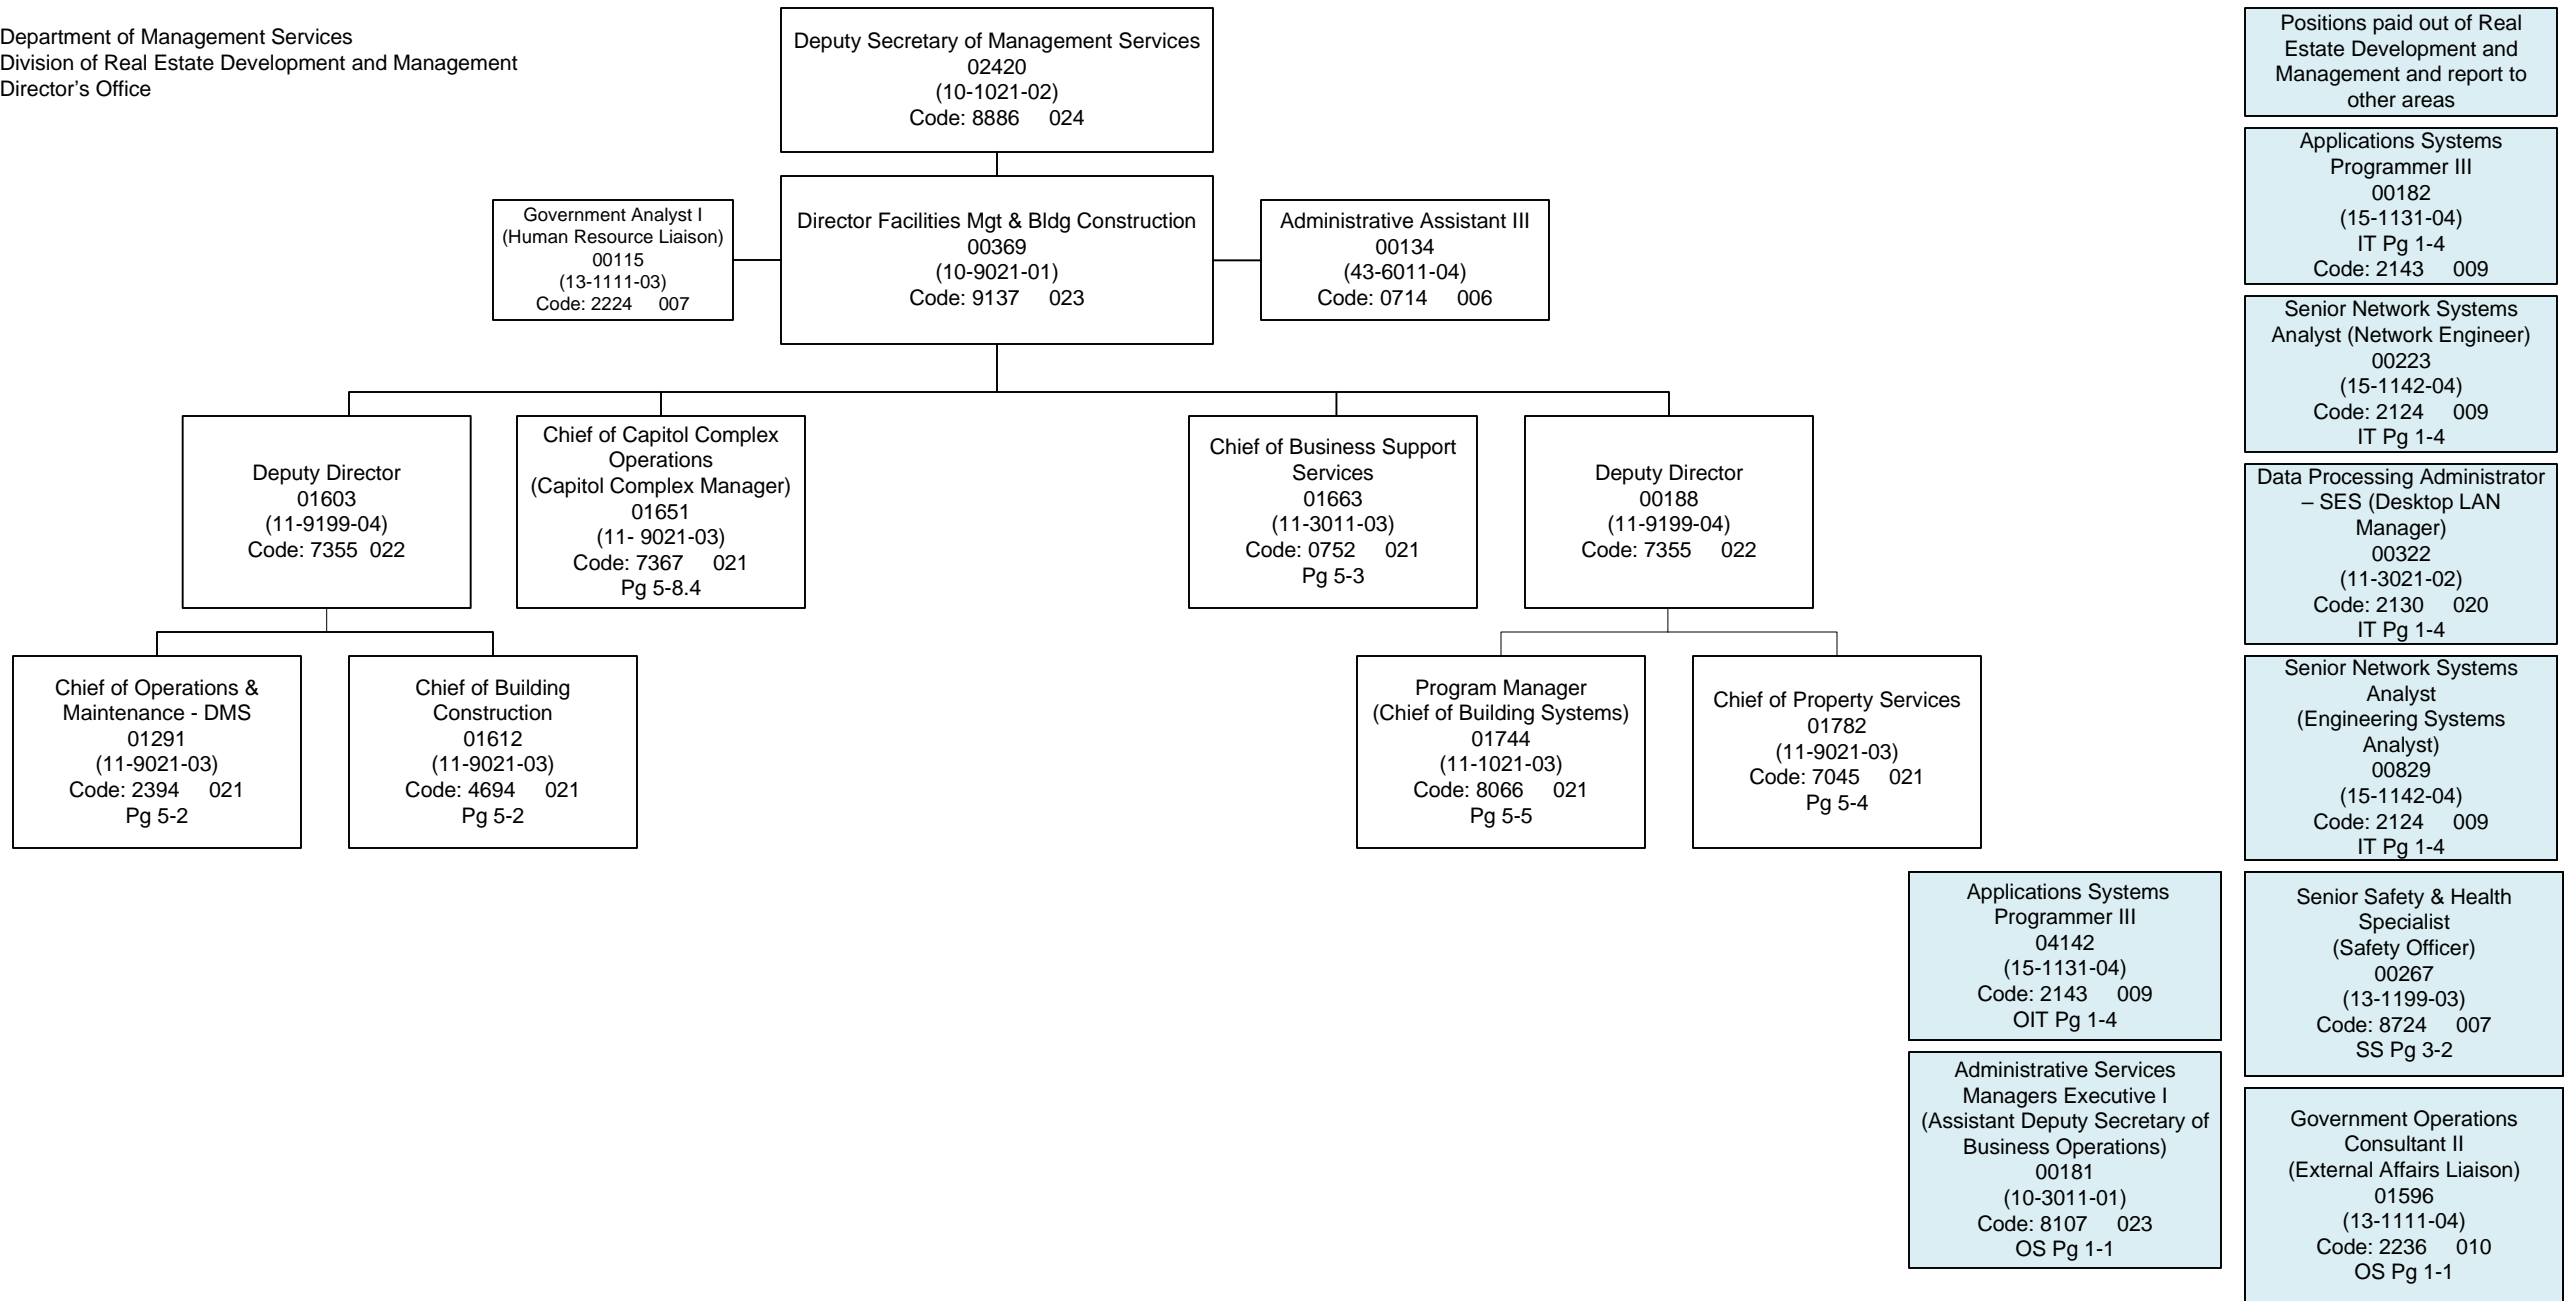 Department of Management Services
Division of Real Estate Development and Management
Director's Office
Deputy Secretary of Management Services
02420
(10-1021-02)
Code: 8886 024
Government Analyst I
(Human Resource Liaison)
00115
(13-1111-03)
Code: 2224 007
Director Facilities Mgt & Bldg Construction
00369
(10-9021-01)
Code: 9137 023
Administrative Assistant III
00134
(43-6011-04)
Code: 0714 006
Deputy Director
01603
(11-9199-04)
Code: 7355 022
Chief of Capitol Complex
Operations
(Capitol Complex Manager)
01651
(11- 9021-03)
Code: 7367 021
Pg 5-8.4
Chief of Business Support
Services
01663
(11-3011-03)
Code: 0752 021
Pg 5-3
Deputy Director
00188
(11-9199-04)
Code: 7355 022
Chief of Operations &
Maintenance - DMS
01291
(11-9021-03)
Code: 2394 021
Pg 5-2
Chief of Building
Construction
01612
(11-9021-03)
Code: 4694 021
Pg 5-2
Program Manager
(Chief of Building Systems)
01744
(11-1021-03)
Code: 8066 021
Pg 5-5
Chief of Property Services
01782
(11-9021-03)
Code: 7045 021
Pg 5-4
Positions paid out of Real
Estate Development and
Management and report to
other areas
Applications Systems
Programmer III
00182
(15-1131-04)
IT Pg 1-4
Code: 2143 009
Senior Network Systems
Analyst (Network Engineer)
00223
(15-1142-04)
Code: 2124 009
IT Pg 1-4
Data Processing Administrator
– SES (Desktop LAN
Manager)
00322
(11-3021-02)
Code: 2130 020
IT Pg 1-4
Senior Network Systems
Analyst
(Engineering Systems
Analyst)
00829
(15-1142-04)
Code: 2124 009
IT Pg 1-4
Applications Systems
Programmer III
04142
(15-1131-04)
Code: 2143 009
OIT Pg 1-4
Senior Safety & Health
Specialist
(Safety Officer)
00267
(13-1199-03)
Code: 8724 007
SS Pg 3-2
Administrative Services
Managers Executive I
(Assistant Deputy Secretary of
Business Operations)
00181
(10-3011-01)
Code: 8107 023
OS Pg 1-1
Government Operations
Consultant II
(External Affairs Liaison)
01596
(13-1111-04)
Code: 2236 010
OS Pg 1-1